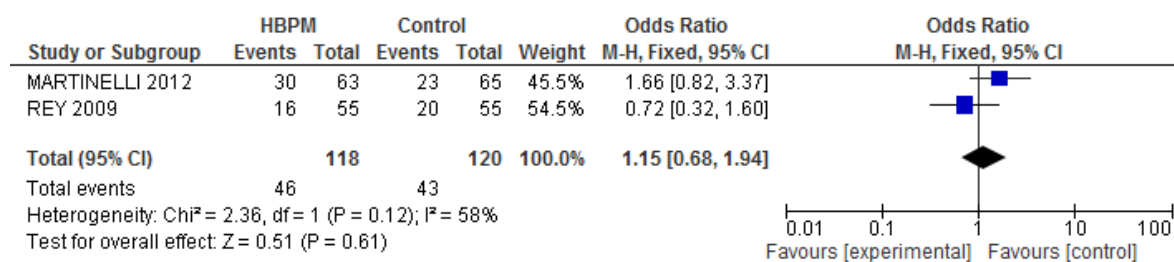 HBPM Control Odds Ratio Odds Ratio
Study or Subgroup Events Total Events Total Weight M-H, Fixed, 95% CI M-H, Fixed, 95% CI
MARTINELLI 2012 30 63 23 65 45.5% 1.66 [0.82, 3.37]
REY 2009 16 55 20 55 54.5% 0.72 [0.32, 1.60]
Total (95% CI) 118 120 100.0% 1.15 [0.68, 1.94]
Total events 46 43
Heterogeneity: Chi² = 2.36, df = 1 (P = 0.12); I² = 58%
Test for overall effect: Z = 0.51 (P = 0.61)
0.01 0.1 1 10 100
Favours [experimental] Favours [control]